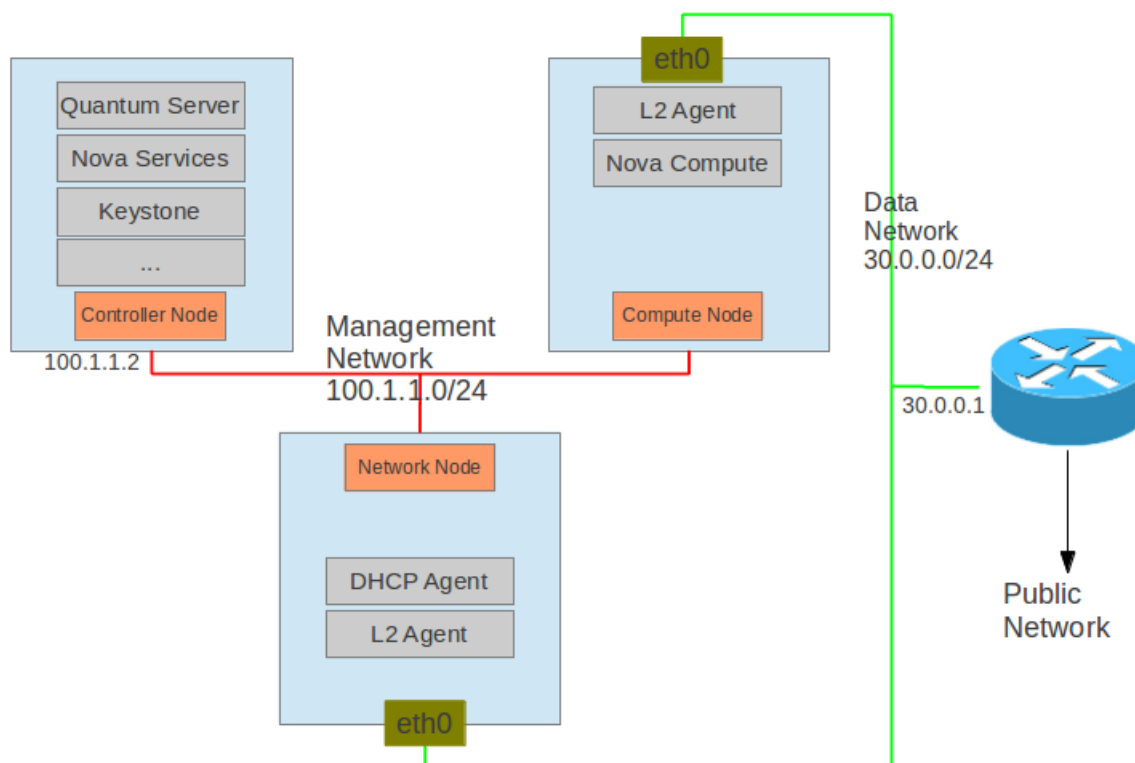 eth0
Quantum Server
Nova Services
Keystone
...
Controller Node
100.1.1.2
L2 Agent
Nova Compute
Compute Node
Management
Network
100.1.1.0/24
Data
Network
30.0.0.0/24
30.0.0.1
Network Node
DHCP Agent
L2 Agent
eth0
Public
Network